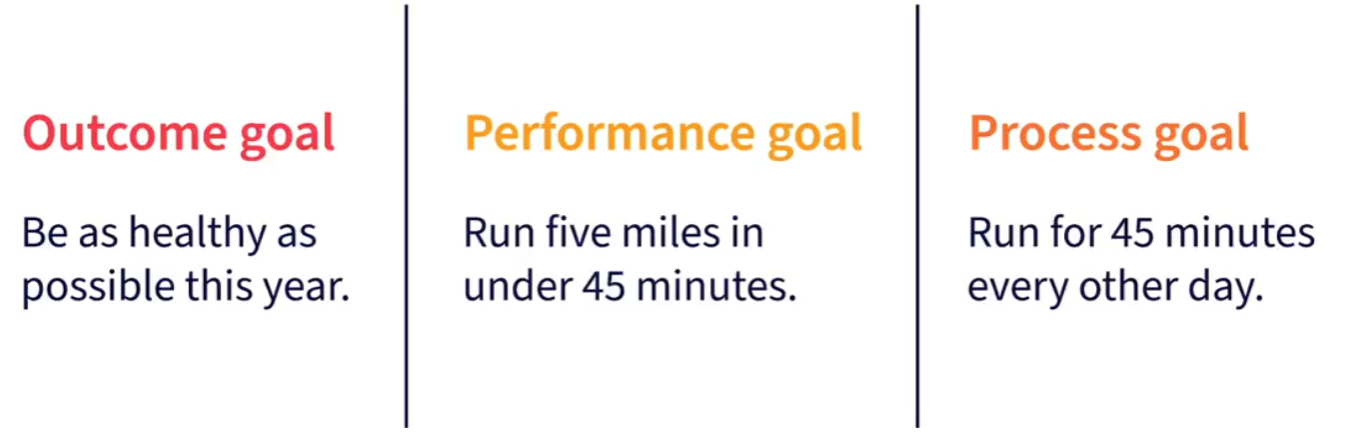 Outcome goal
Be as healthy as
possible this year.
Performance goal
Run five miles in
under 45 minutes.
Process goal
Run for 45 minutes
every other day.